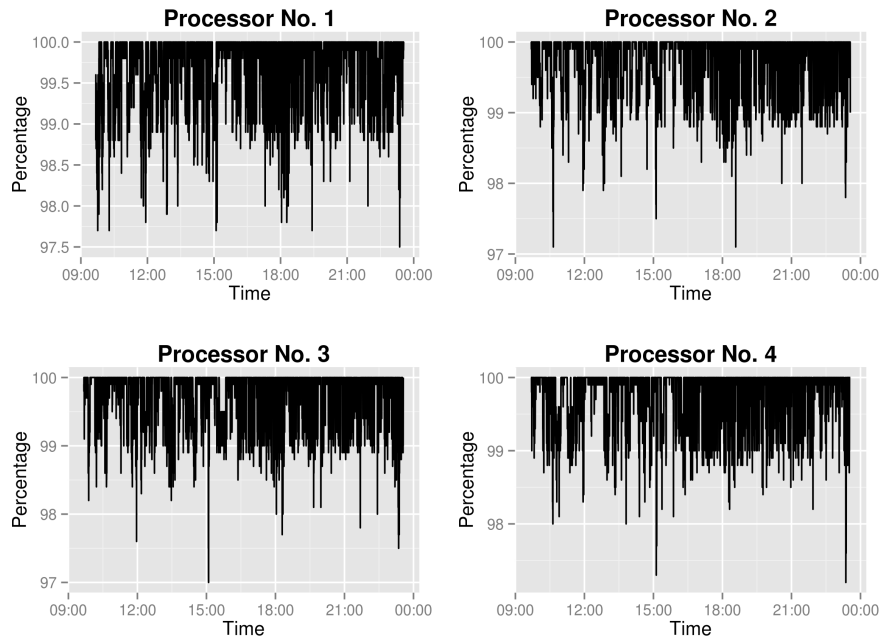 Processor No. 1
Percentage
100.0
99.5
99.0
98.5
98.0
97.5
09:00 12:00 15:00 18:00 21:00 00:00
Time
Processor No. 2
Percentage
100
99
98
97
09:00 12:00 15:00 18:00 21:00 00:00
Time
Processor No. 3
Percentage
100
99
98
97
09:00 12:00 15:00 18:00 21:00 00:00
Time
Processor No. 4
Percentage
100
99
98
09:00 12:00 15:00 18:00 21:00 00:00
Time